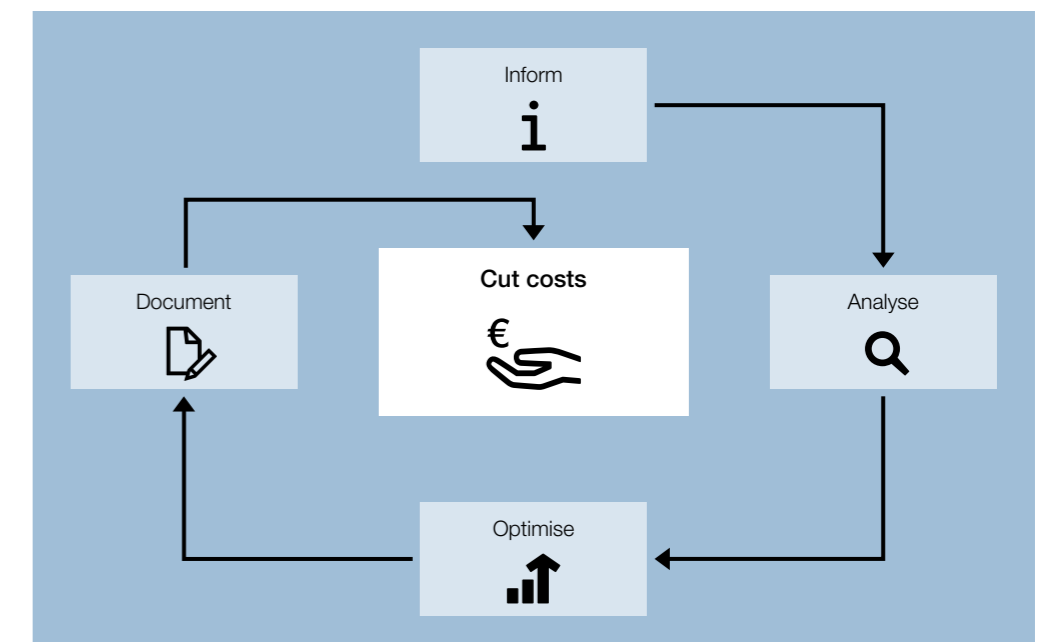 Inform
i
Cut costs
€
Document
Analyse
Optimise